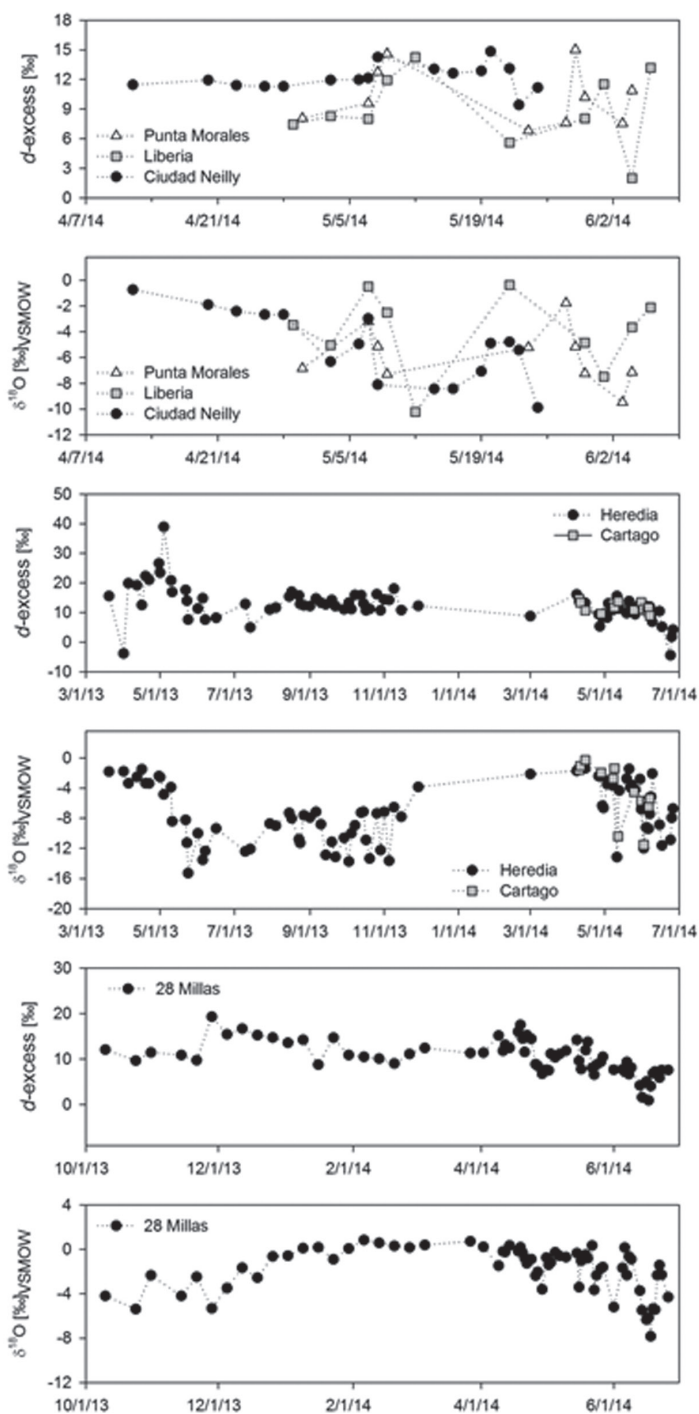 18
15
12
9
6
3
0
d-excess [‰]
Punta Morales
Liberia
Ciudad Neilly
4/7/14 4/21/14 5/5/14 5/19/14 6/2/14
0
-2
-4
-6
-8
-10
-12
δ18O [‰]VSMOW
Punta Morales
Liberia
Ciudad Neilly
4/7/14 4/21/14 5/5/14 5/19/14 6/2/14
50
40
30
20
10
0
-10
d-excess [‰]
Heredia
Cartago
3/1/13 5/1/13 7/1/13 9/1/13 11/1/13 1/1/14 3/1/14 5/1/14 7/1/14
0
-4
-8
-12
-16
-20
δ18O [‰]VSMOW
Heredia
Cartago
3/1/13 5/1/13 7/1/13 9/1/13 11/1/13 1/1/14 3/1/14 5/1/14 7/1/14
30
20
10
0
d-excess [‰]
28 Millas
10/1/13 12/1/13 2/1/14 4/1/14 6/1/14
4
0
-4
-8
-12
δ18O [‰]VSMOW
28 Millas
10/1/13 12/1/13 2/1/14 4/1/14 6/1/14